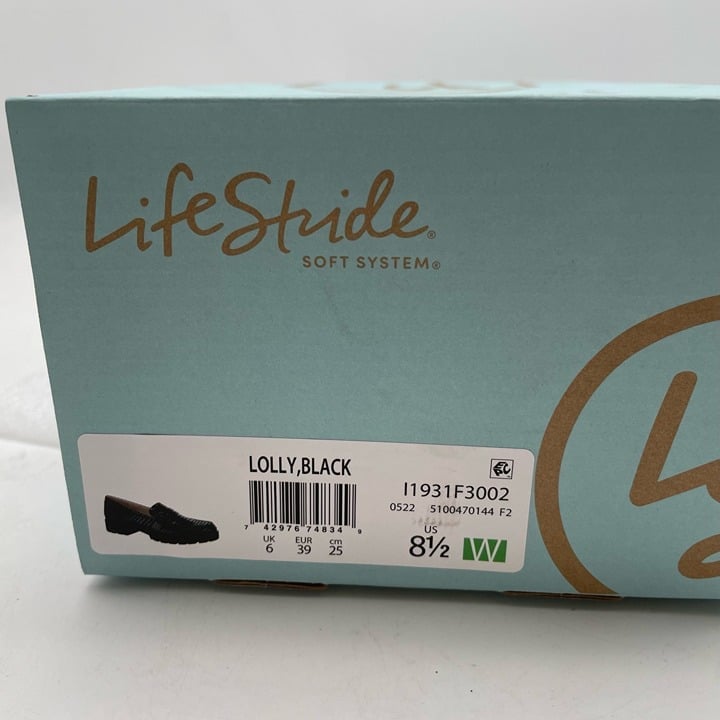 LifeStride®
SOFT SYSTEM®
LOLLY,BLACK
7 42976 74834 9
UK EUR cm
6 39 25
I1931F3002
0522 5100470144 F2
US
8½ W